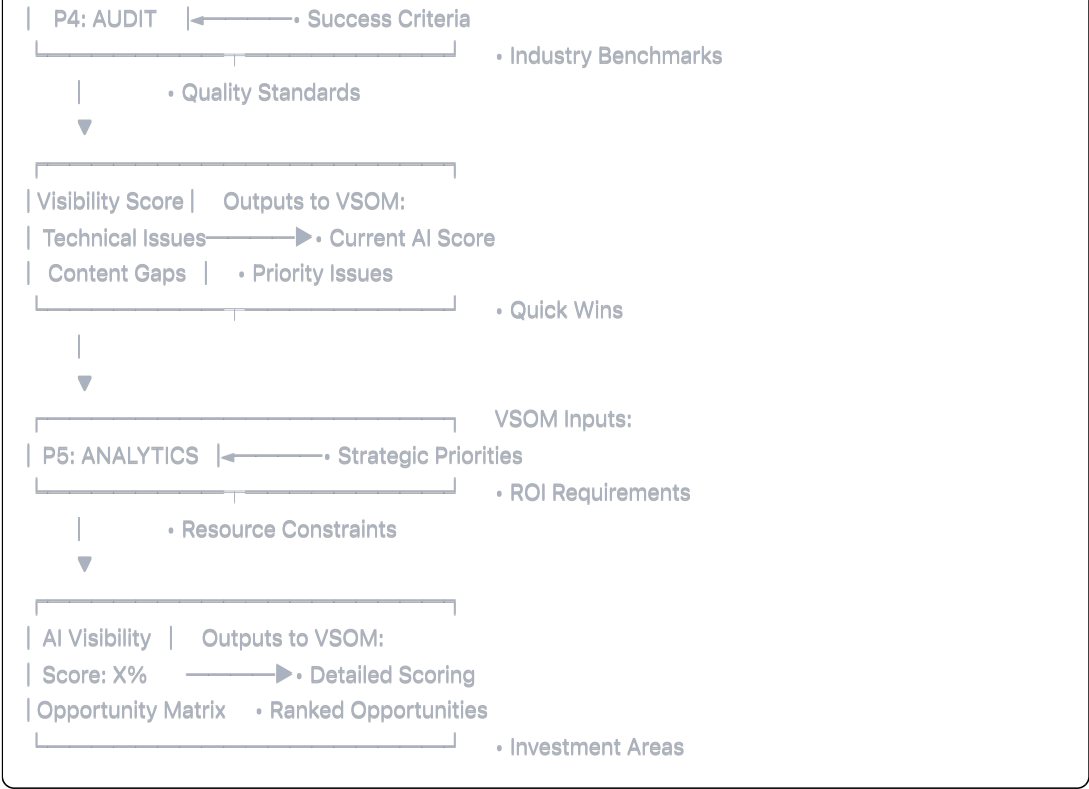 P4: AUDIT • Success Criteria
• Industry Benchmarks
• Quality Standards
Visibility Score Outputs to VSOM:
Technical Issues • Current AI Score
Content Gaps • Priority Issues
• Quick Wins
VSOM Inputs:
P5: ANALYTICS • Strategic Priorities
• ROI Requirements
• Resource Constraints
AI Visibility Outputs to VSOM:
Score: X% • Detailed Scoring
Opportunity Matrix • Ranked Opportunities
• Investment Areas